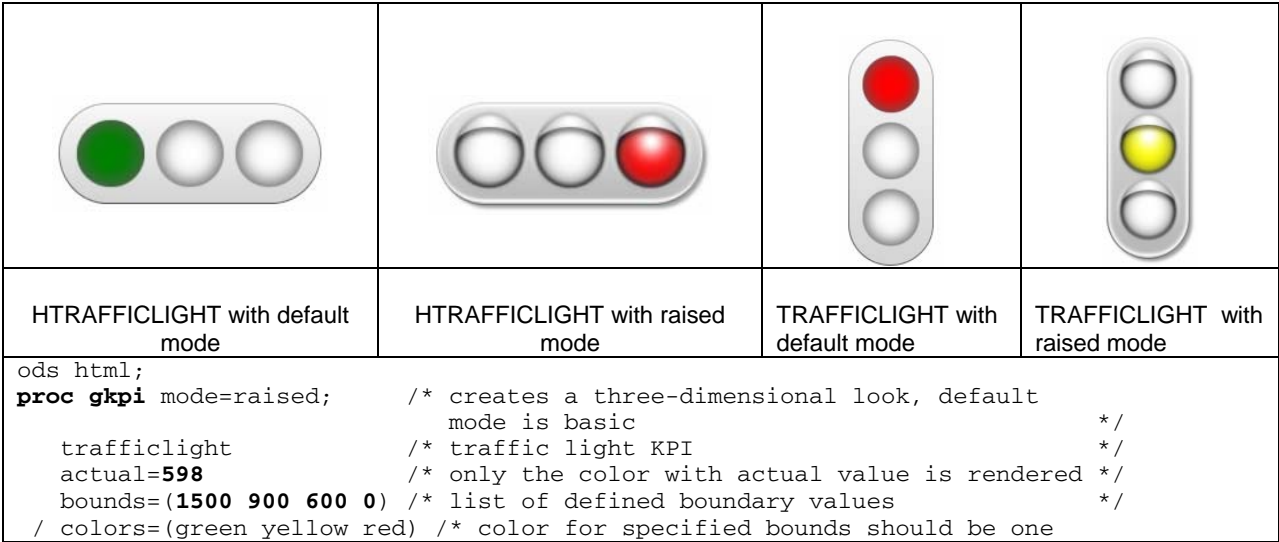 HTRAFFICLIGHT with default
mode
HTRAFFICLIGHT with raised
mode
TRAFFICLIGHT with
default mode
TRAFFICLIGHT with
raised mode
ods html;
proc gkpi mode=raised; /* creates a three-dimensional look, default
mode is basic */
trafficlight /* traffic light KPI */
actual=598 /* only the color with actual value is rendered */
bounds=(1500 900 600 0) /* list of defined boundary values */
/ colors=(green yellow red) /* color for specified bounds should be one